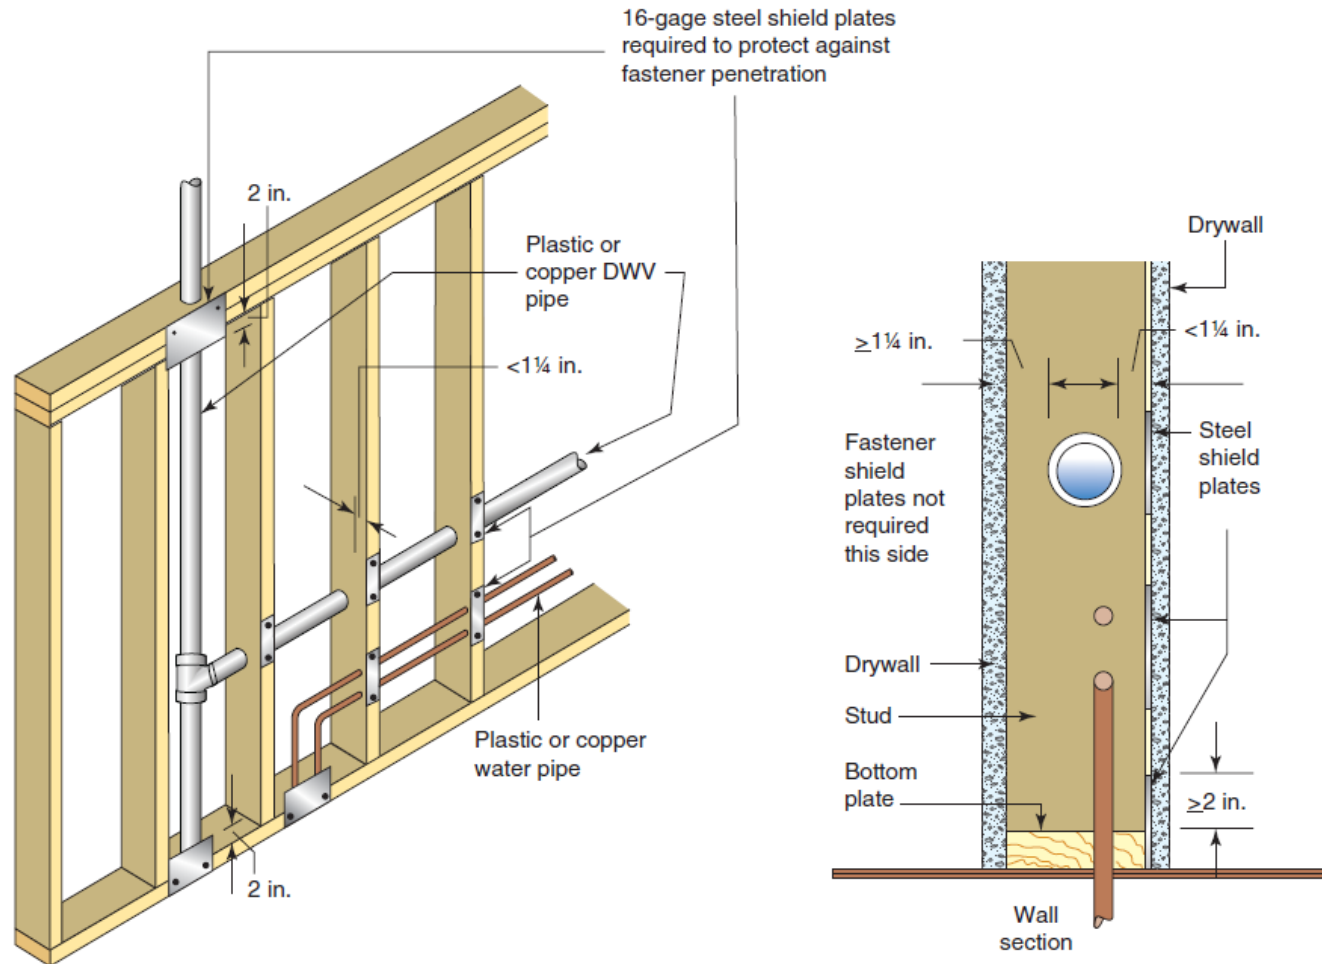 16-gage steel shield plates
required to protect against
fastener penetration
2 in.
Plastic or
copper DWV
pipe
<1¼ in.
Plastic or copper
water pipe
2 in.
Drywall
≥1¼ in.
<1¼ in.
Fastener
shield
plates not
required
this side
Steel
shield
plates
Drywall
Stud
Bottom
plate
≥2 in.
Wall
section